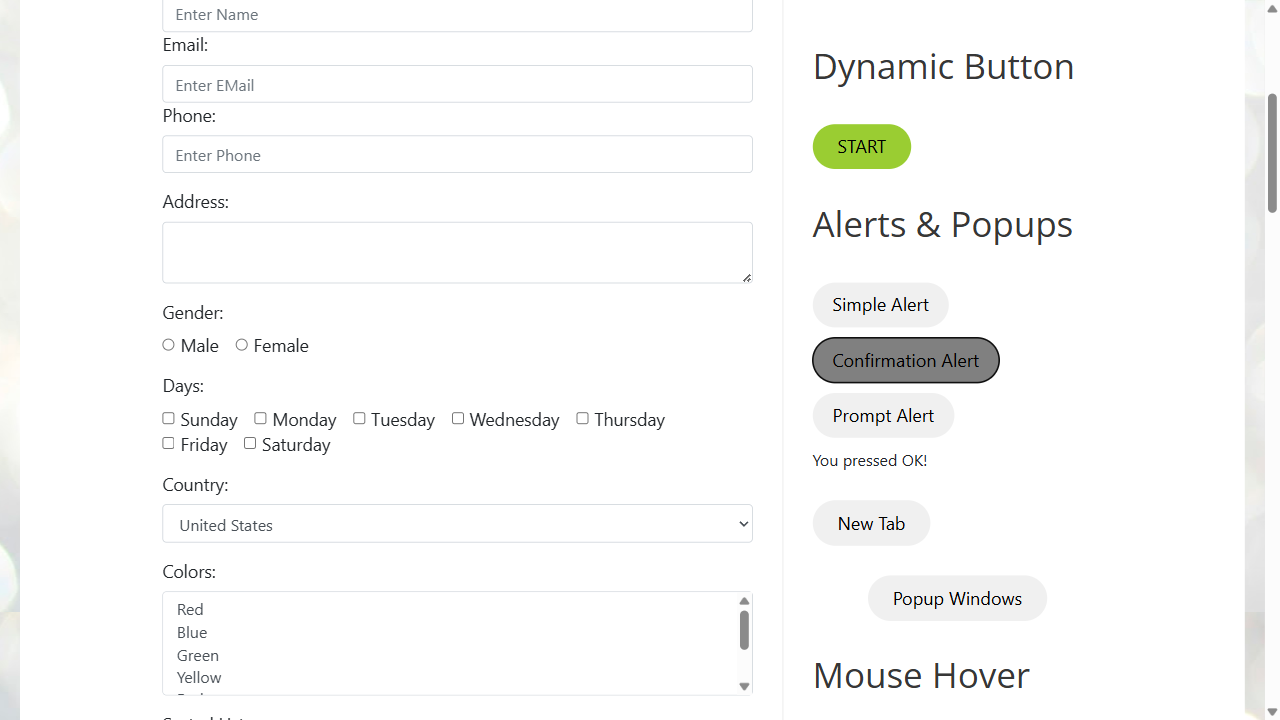 Enter Name
Email:
Enter EMail
Phone:
Enter Phone
Address:
Gender:
Male Female
Days:
Sunday Monday Tuesday Wednesday Thursday
Friday Saturday
Country:
United States
Colors:
Red
Blue
Green
Yellow
Dynamic Button
START
Alerts & Popups
Simple Alert
Confirmation Alert
Prompt Alert
You pressed OK!
New Tab
Popup Windows
Mouse Hover